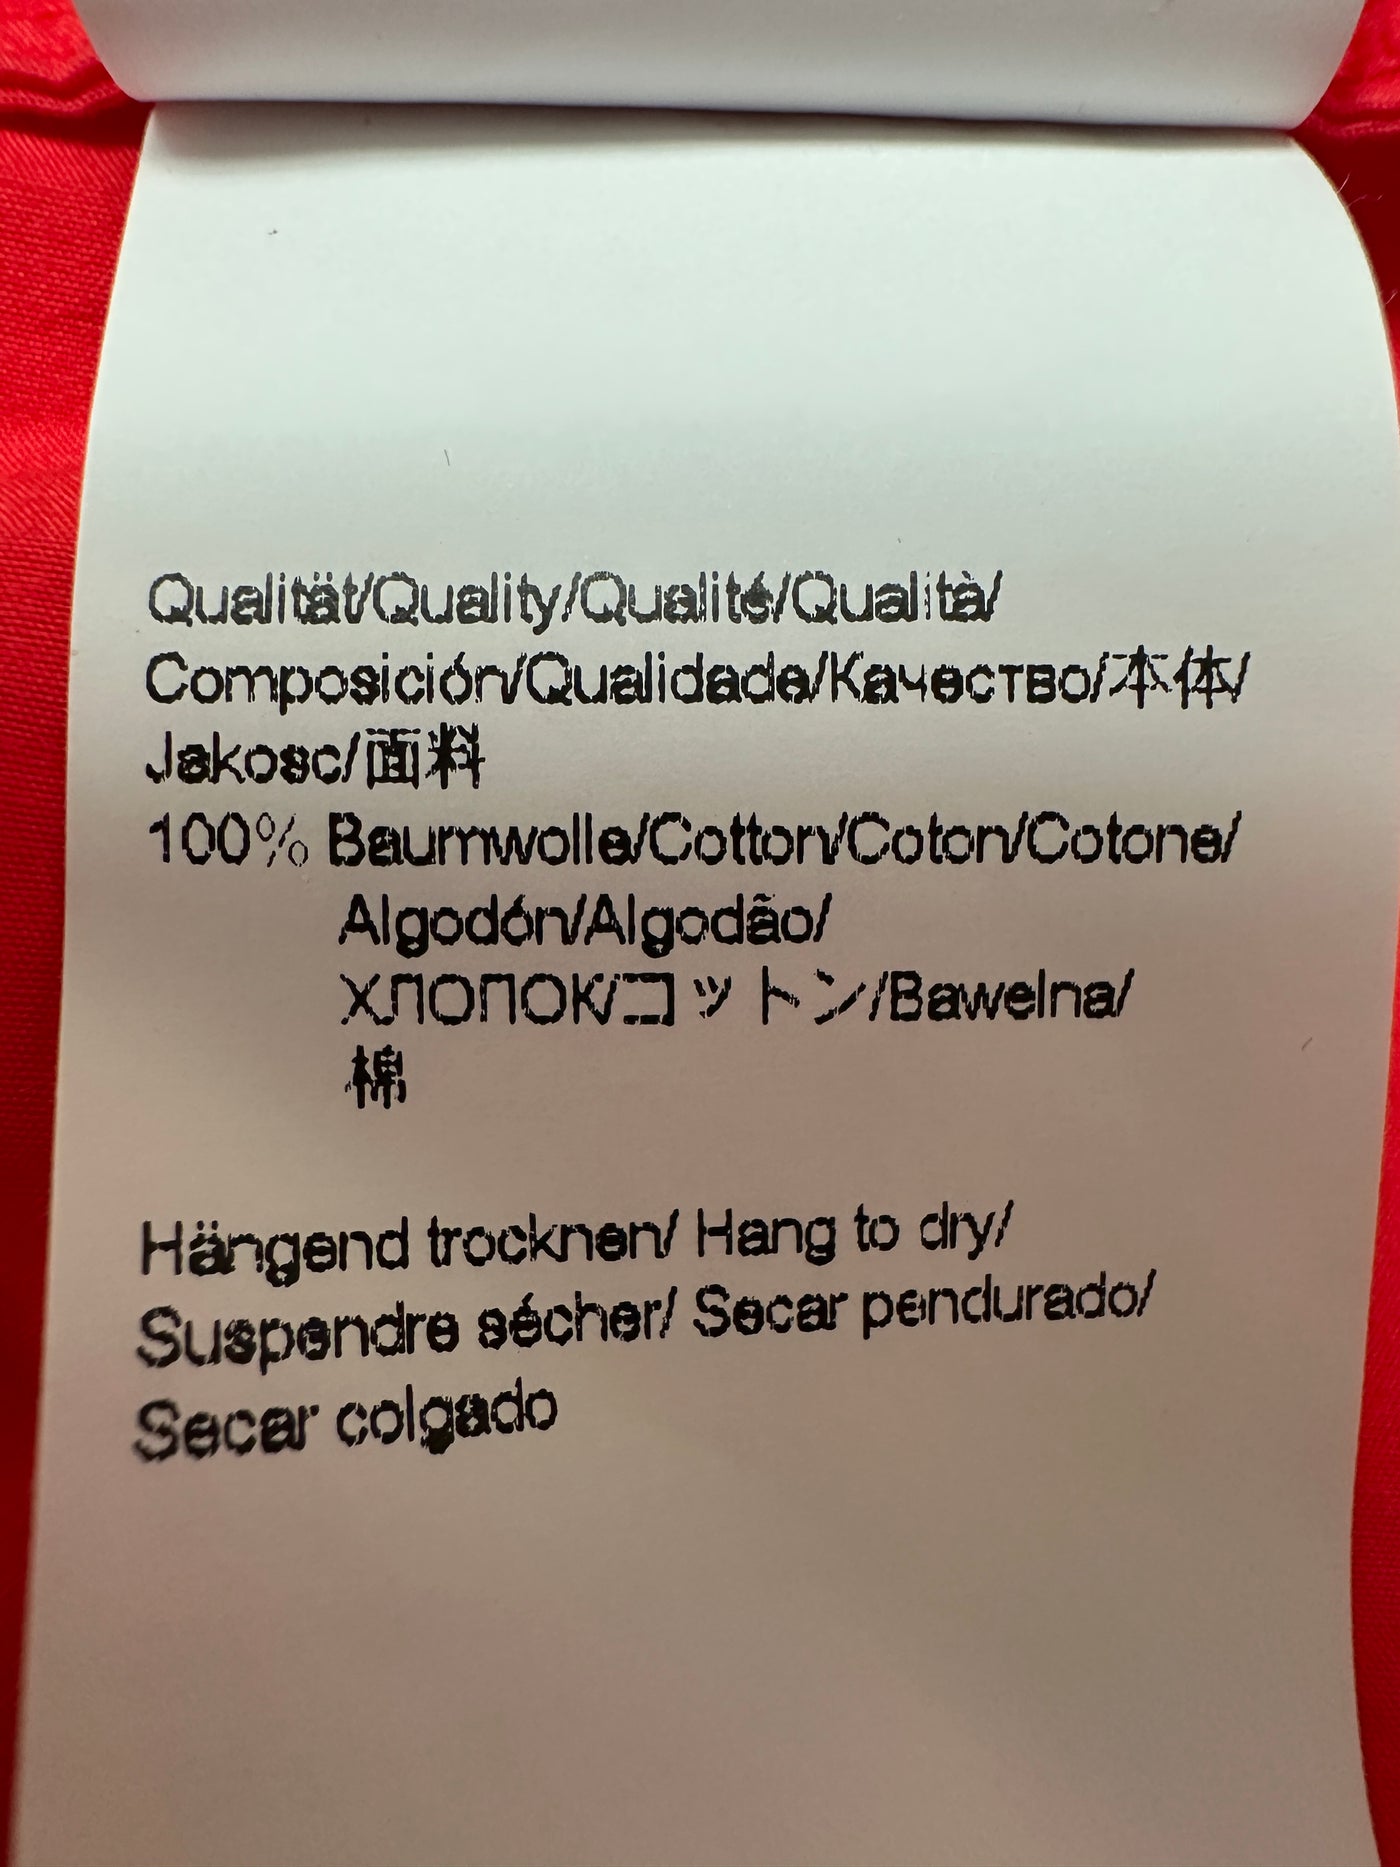 Qualität/Quality/Qualité/Qualità/
Composición/Qualidade/Качество/本体/
Jakosc/面料
100% Baumwolle/Cotton/Coton/Cotone/
Algodón/Algodão/
ХЛОПОК/コットン/Bawelna/
棉
Hängend trocknen/ Hang to dry/
Suspendre sécher/ Secar pendurado/
Secar colgado